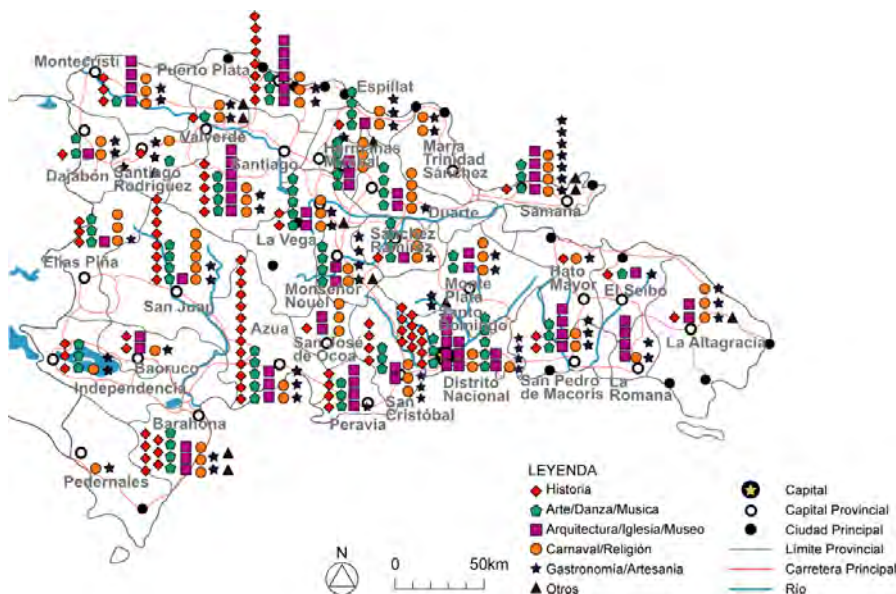 Montecristi
Puerto Plata
Espillat
Valverde
Hermanas
Mirabal
María
Trinidad
Sánchez
Dajabón
Santiago
Rodríguez
Santiago
Samaná
Duarte
La Vega
Sánchez
Ramírez
Elías Piña
San Juan
Monseñor
Nouel
Monte
Plata
Hato
Mayor
El Seibo
Santo
Domingo
La Altagracia
Azua
San José
de Ocoa
Baoruco
Independencia
Distrito
Nacional
San Pedro
de Macorís
La
Romana
San
Cristóbal
Peravia
Barahona
Pedernales
LEYENDA
Historia
Arte/Danza/Musica
Arquitectura/Iglesia/Museo
Carnaval/Religión
Gastronomía/Artesanía
Otros
Capital
Capital Provincial
Ciudad Principal
Límite Provincial
Carretera Principal
Río
N
0 50km